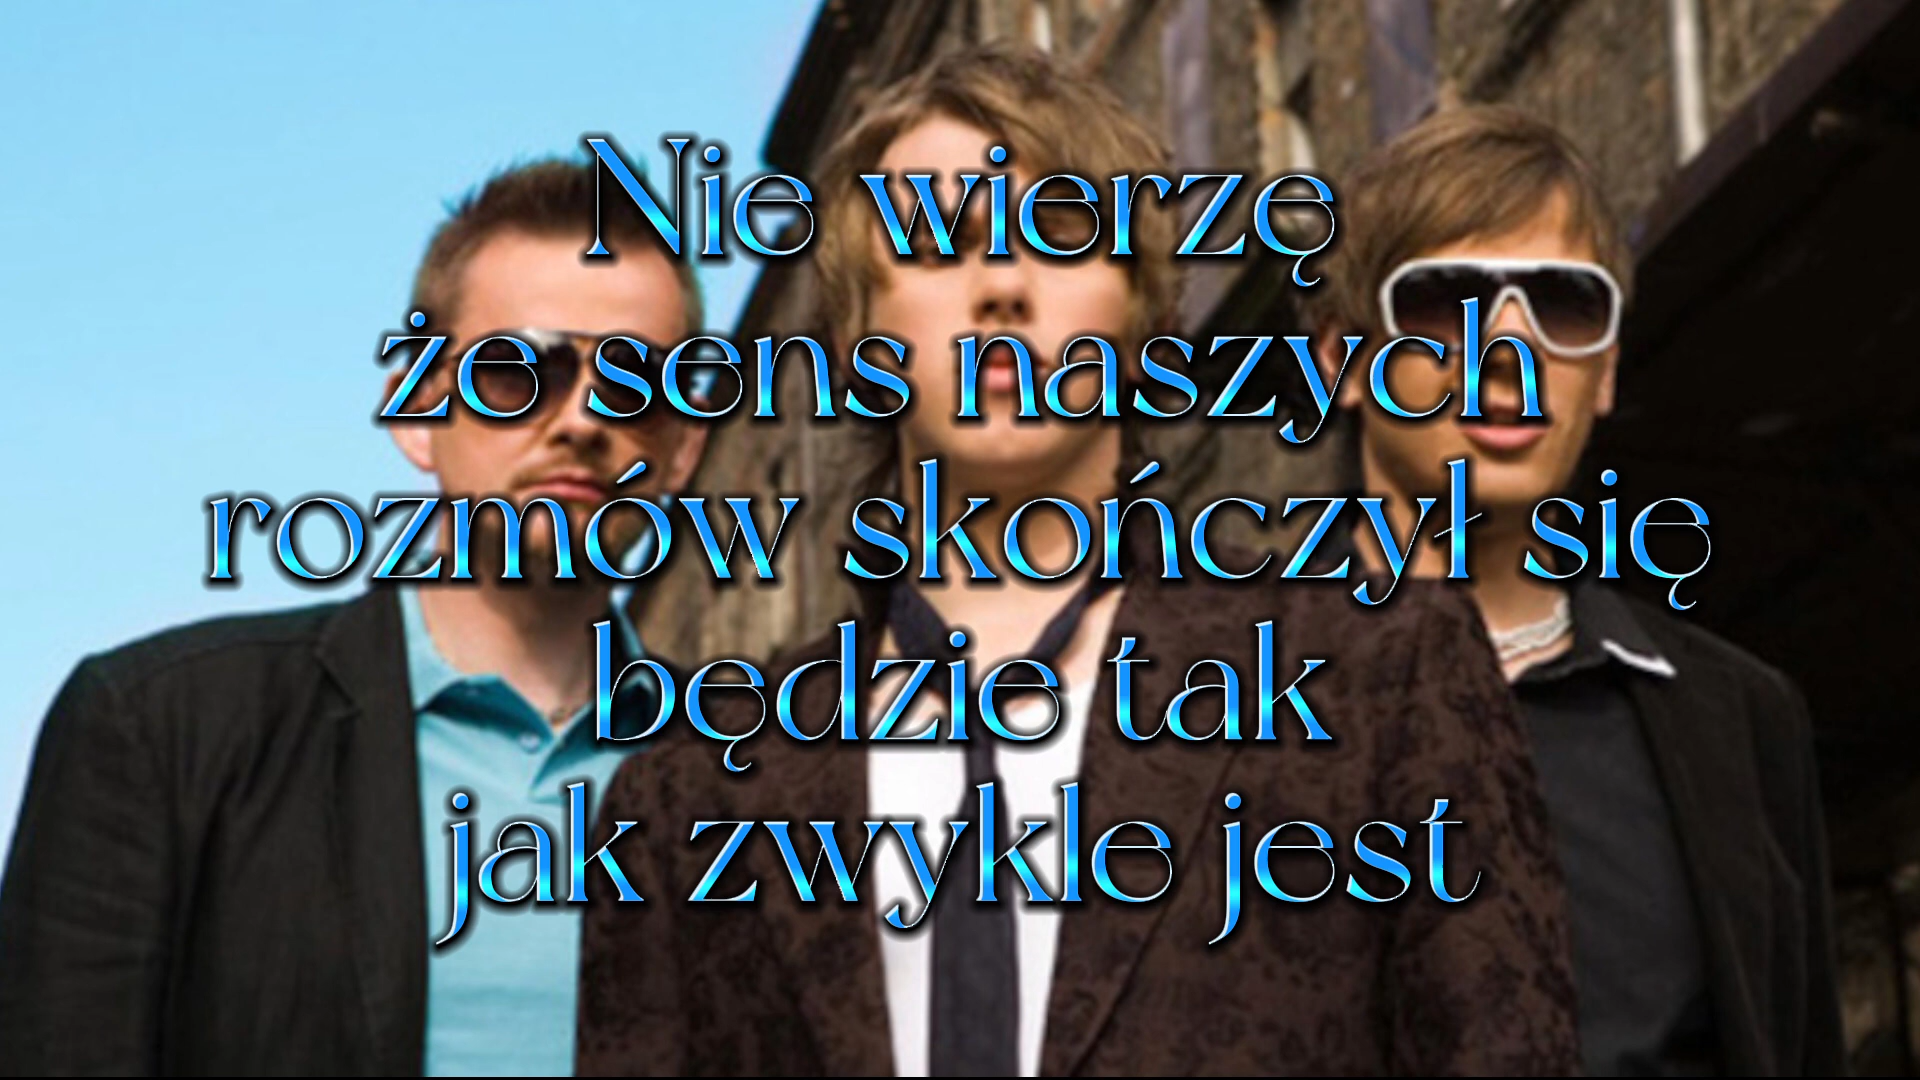 Nie wierzę
że sens naszych
rozmów skończył się
będzie tak
jak zwykle jest